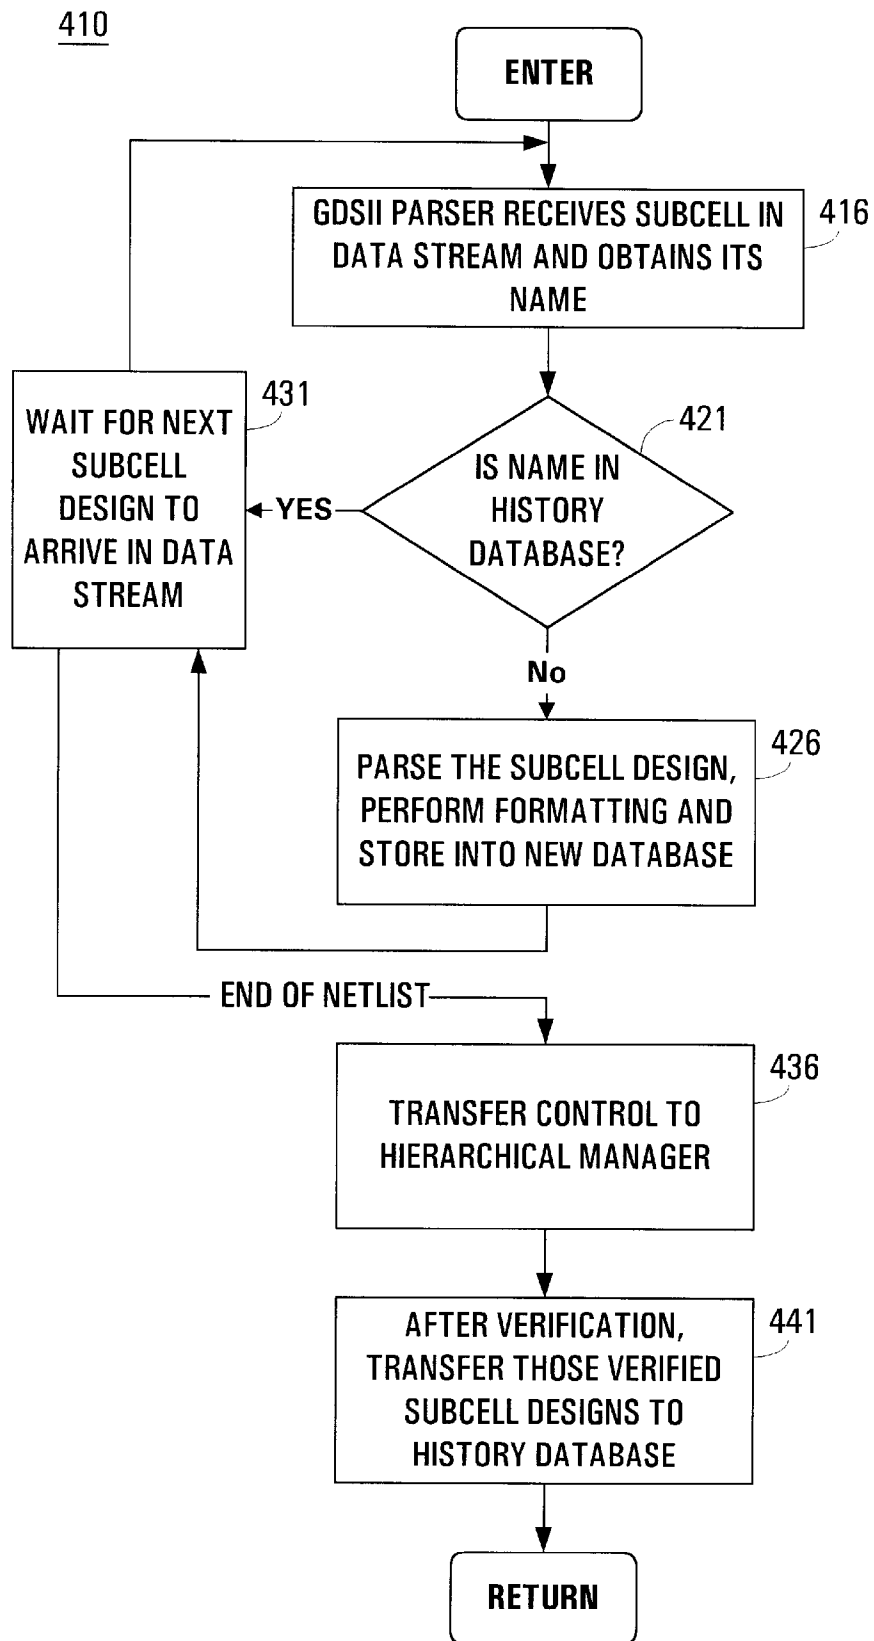 410
ENTER
GDSII PARSER RECEIVES SUBCELL IN
DATA STREAM AND OBTAINS ITS
NAME
416
431
WAIT FOR NEXT
SUBCELL
DESIGN TO
ARRIVE IN DATA
STREAM
421
IS NAME IN
HISTORY
DATABASE?
YES
No
426
PARSE THE SUBCELL DESIGN,
PERFORM FORMATTING AND
STORE INTO NEW DATABASE
END OF NETLIST
436
TRANSFER CONTROL TO
HIERARCHICAL MANAGER
441
AFTER VERIFICATION,
TRANSFER THOSE VERIFIED
SUBCELL DESIGNS TO
HISTORY DATABASE
RETURN